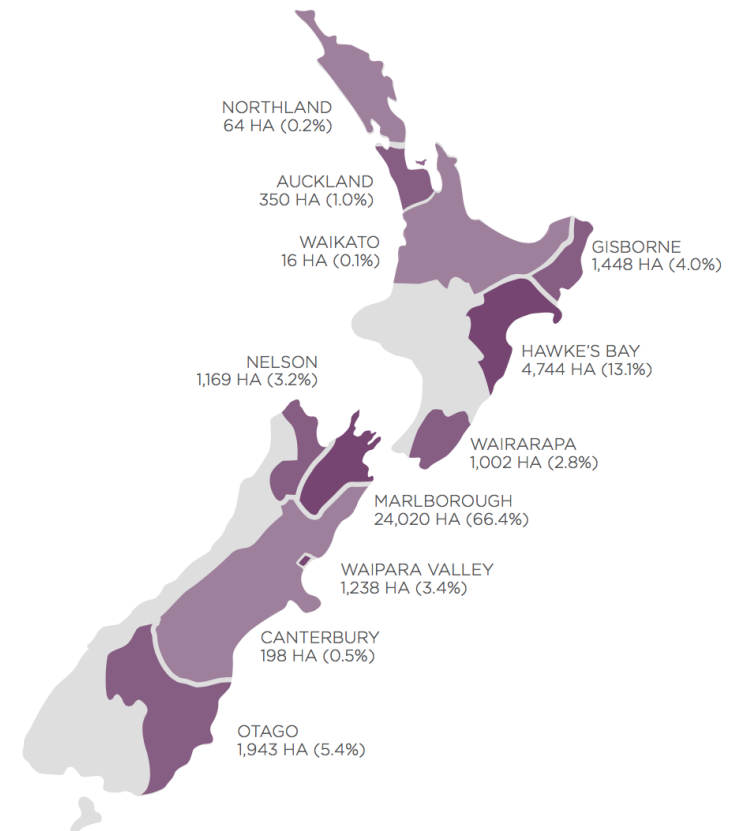 NORTHLAND
64 HA (0.2%)
AUCKLAND
350 HA (1.0%)
WAIKATO
16 HA (0.1%)
GISBORNE
1,448 HA (4.0%)
HAWKE'S BAY
4,744 HA (13.1%)
NELSON
1,169 HA (3.2%)
WAIRARAPA
1,002 HA (2.8%)
MARLBOROUGH
24,020 HA (66.4%)
WAIPARA VALLEY
1,238 HA (3.4%)
CANTERBURY
198 HA (0.5%)
OTAGO
1,943 HA (5.4%)